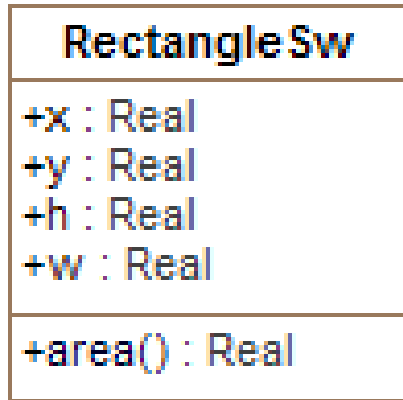 RectangleSw
+x : Real
+y : Real
+h : Real
+w : Real
+area() : Real